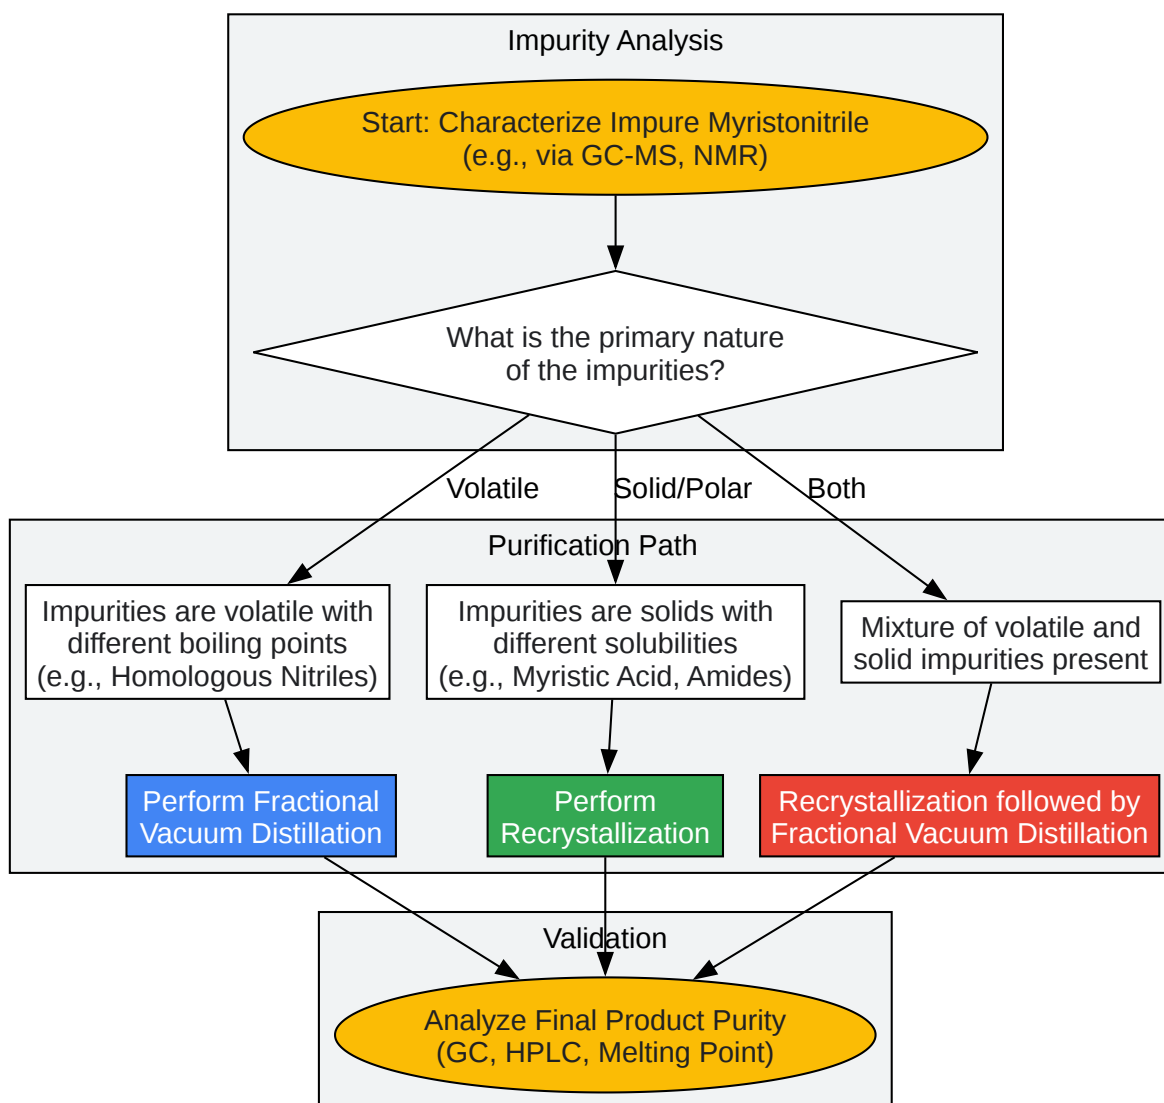 Impurity Analysis
Start: Characterize Impure Myristonitrile
(e.g., via GC-MS, NMR)
What is the primary nature
of the impurities?
Volatile
Solid/Polar
Both
Purification Path
Impurities are volatile with
different boiling points
(e.g., Homologous Nitriles)
Impurities are solids with
different solubilities
(e.g., Myristic Acid, Amides)
Mixture of volatile and
solid impurities present
Perform Fractional
Vacuum Distillation
Perform
Recrystallization
Recrystallization followed by
Fractional Vacuum Distillation
Validation
Analyze Final Product Purity
(GC, HPLC, Melting Point)